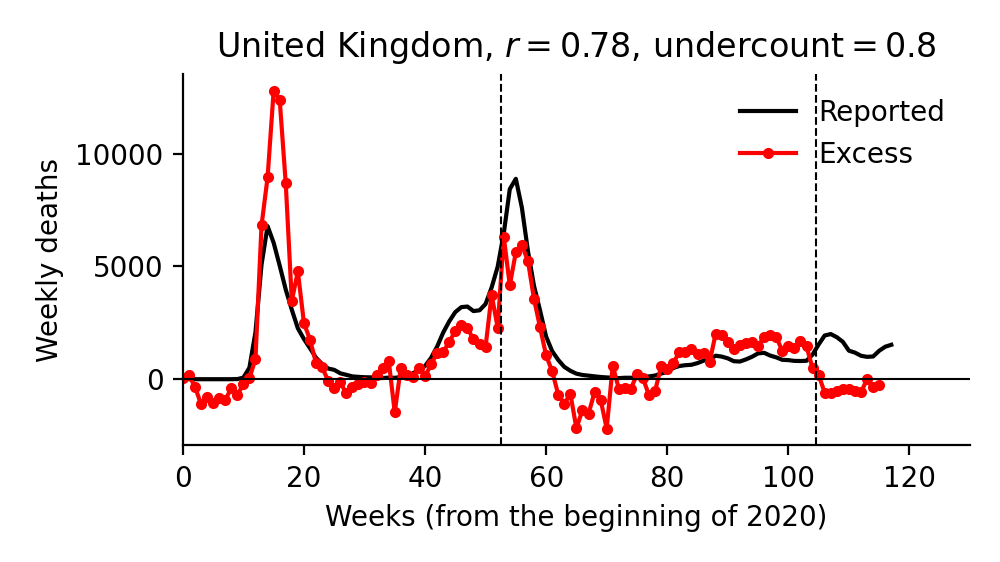 United Kingdom, r = 0.78, undercount = 0.8
Reported
Excess
Weekly deaths
10000
5000
0
0 20 40 60 80 100 120
Weeks (from the beginning of 2020)